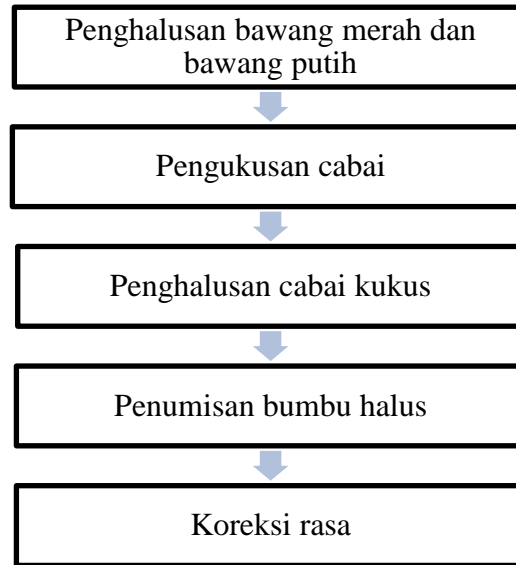 Penghalusan bawang merah dan
bawang putih
Pengukusan cabai
Penghalusan cabai kukus
Penumisan bumbu halus
Koreksi rasa